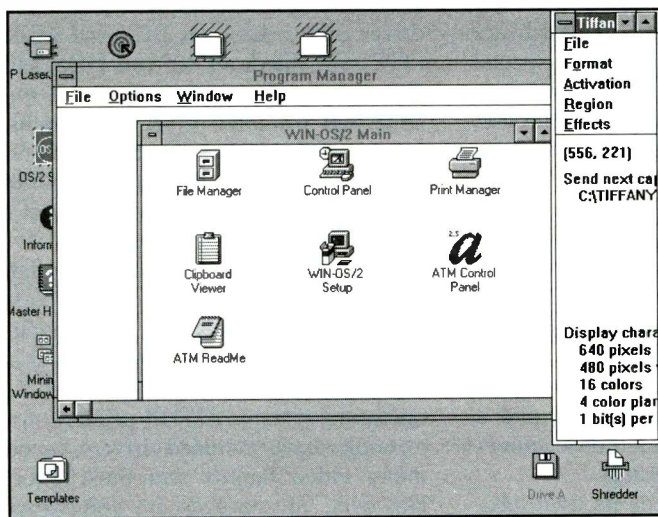 P Laser
Program Manager
File Options Window Help
WIN-OS/2 Main
File Manager
Control Panel
Print Manager
Clipboard
Viewer
WIN-OS/2
Setup
2.5
a
ATM Control
Panel
ATM ReadMe
OS
OS/2 S
i
Inform
?
Master H
Minin
Window
Templates
Drive A
Shredder
Tiffan
File
Format
Activation
Region
Effects
(556, 221)
Send next cap
C:\TIFFANY
Display chara
640 pixels
480 pixels
16 colors
4 color plan
1 bit(s) per